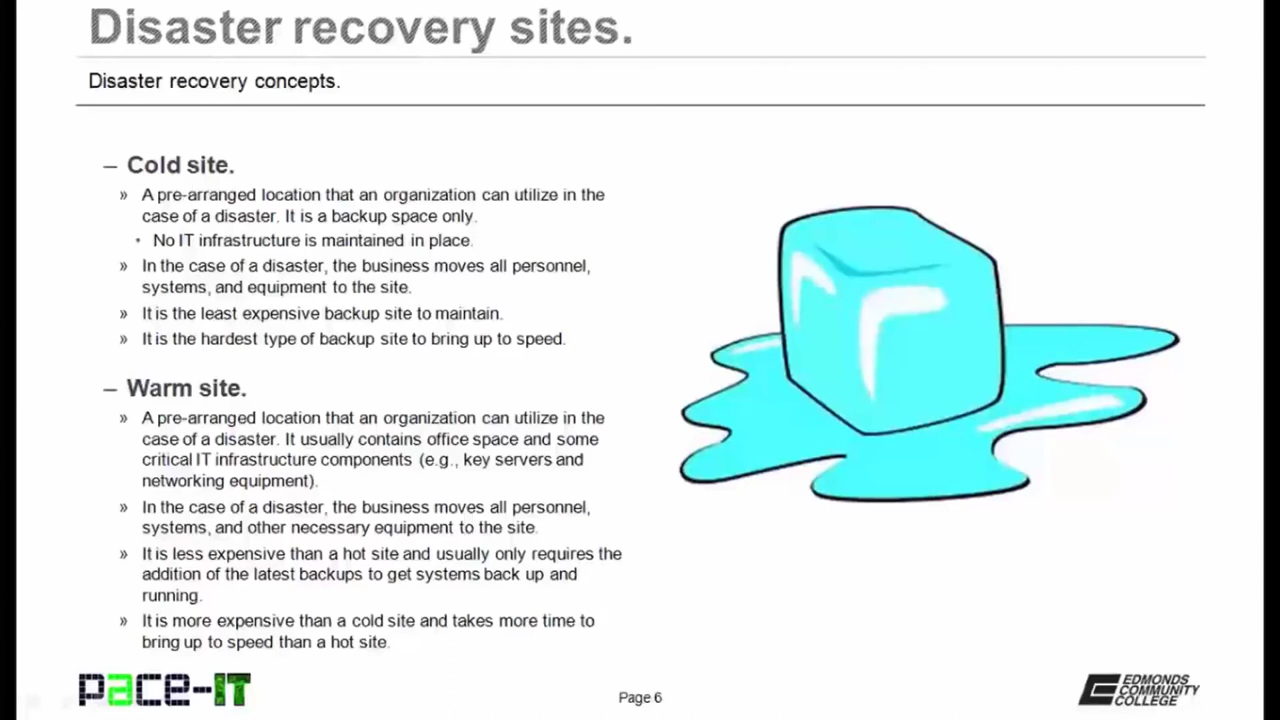 Disaster recovery sites.
Disaster recovery concepts.
– Cold site.
» A pre-arranged location that an organization can utilize in the
case of a disaster. It is a backup space only.
• No IT infrastructure is maintained in place.
» In the case of a disaster, the business moves all personnel,
systems, and equipment to the site.
» It is the least expensive backup site to maintain.
» It is the hardest type of backup site to bring up to speed.
– Warm site.
» A pre-arranged location that an organization can utilize in the
case of a disaster. It usually contains office space and some
critical IT infrastructure components (e.g., key servers and
networking equipment).
» In the case of a disaster, the business moves all personnel,
systems, and other necessary equipment to the site.
» It is less expensive than a hot site and usually only requires the
addition of the latest backups to get systems back up and
running.
» It is more expensive than a cold site and takes more time to
bring up to speed than a hot site.
pace-IT
Page 6
EDMONDS
COMMUNITY
COLLEGE